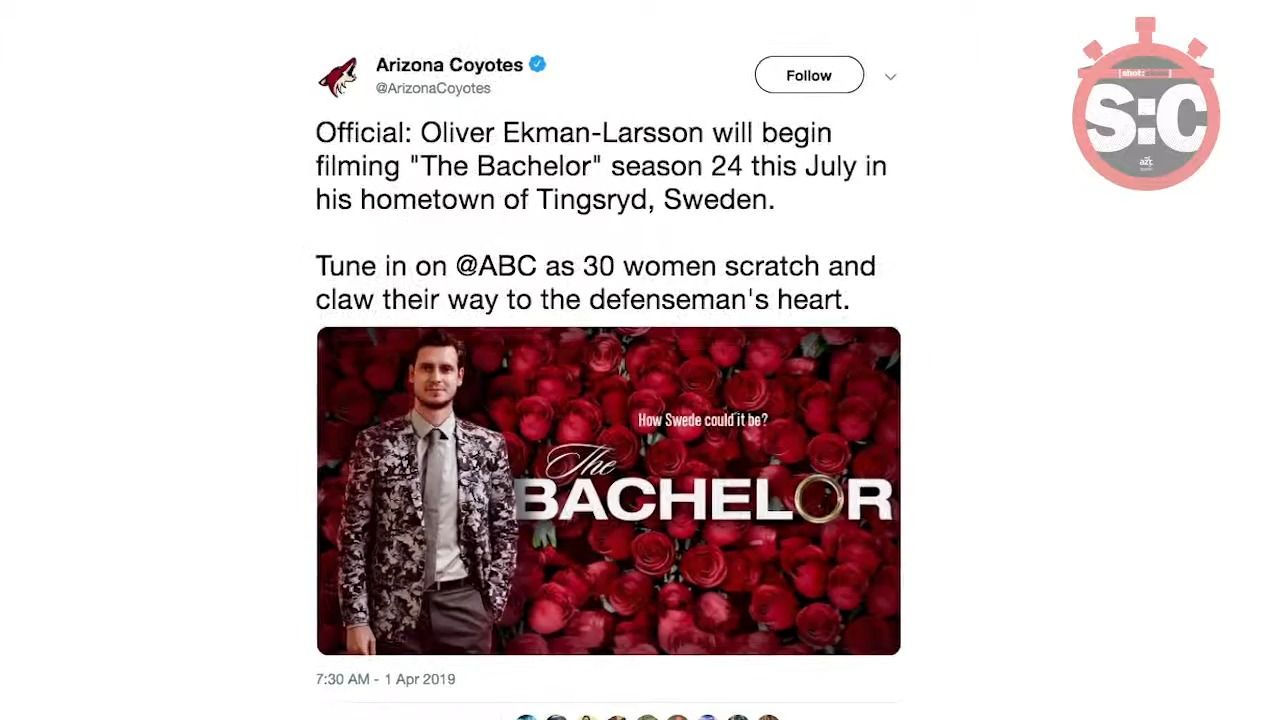 Arizona Coyotes
@ArizonaCoyotes
Follow
Official: Oliver Ekman-Larsson will begin
filming "The Bachelor" season 24 this July in
his hometown of Tingsryd, Sweden.
Tune in on @ABC as 30 women scratch and
claw their way to the defenseman's heart.
How Swede could it be?
The
BACHELOR
7:30 AM - 1 Apr 2019
S:C
azc